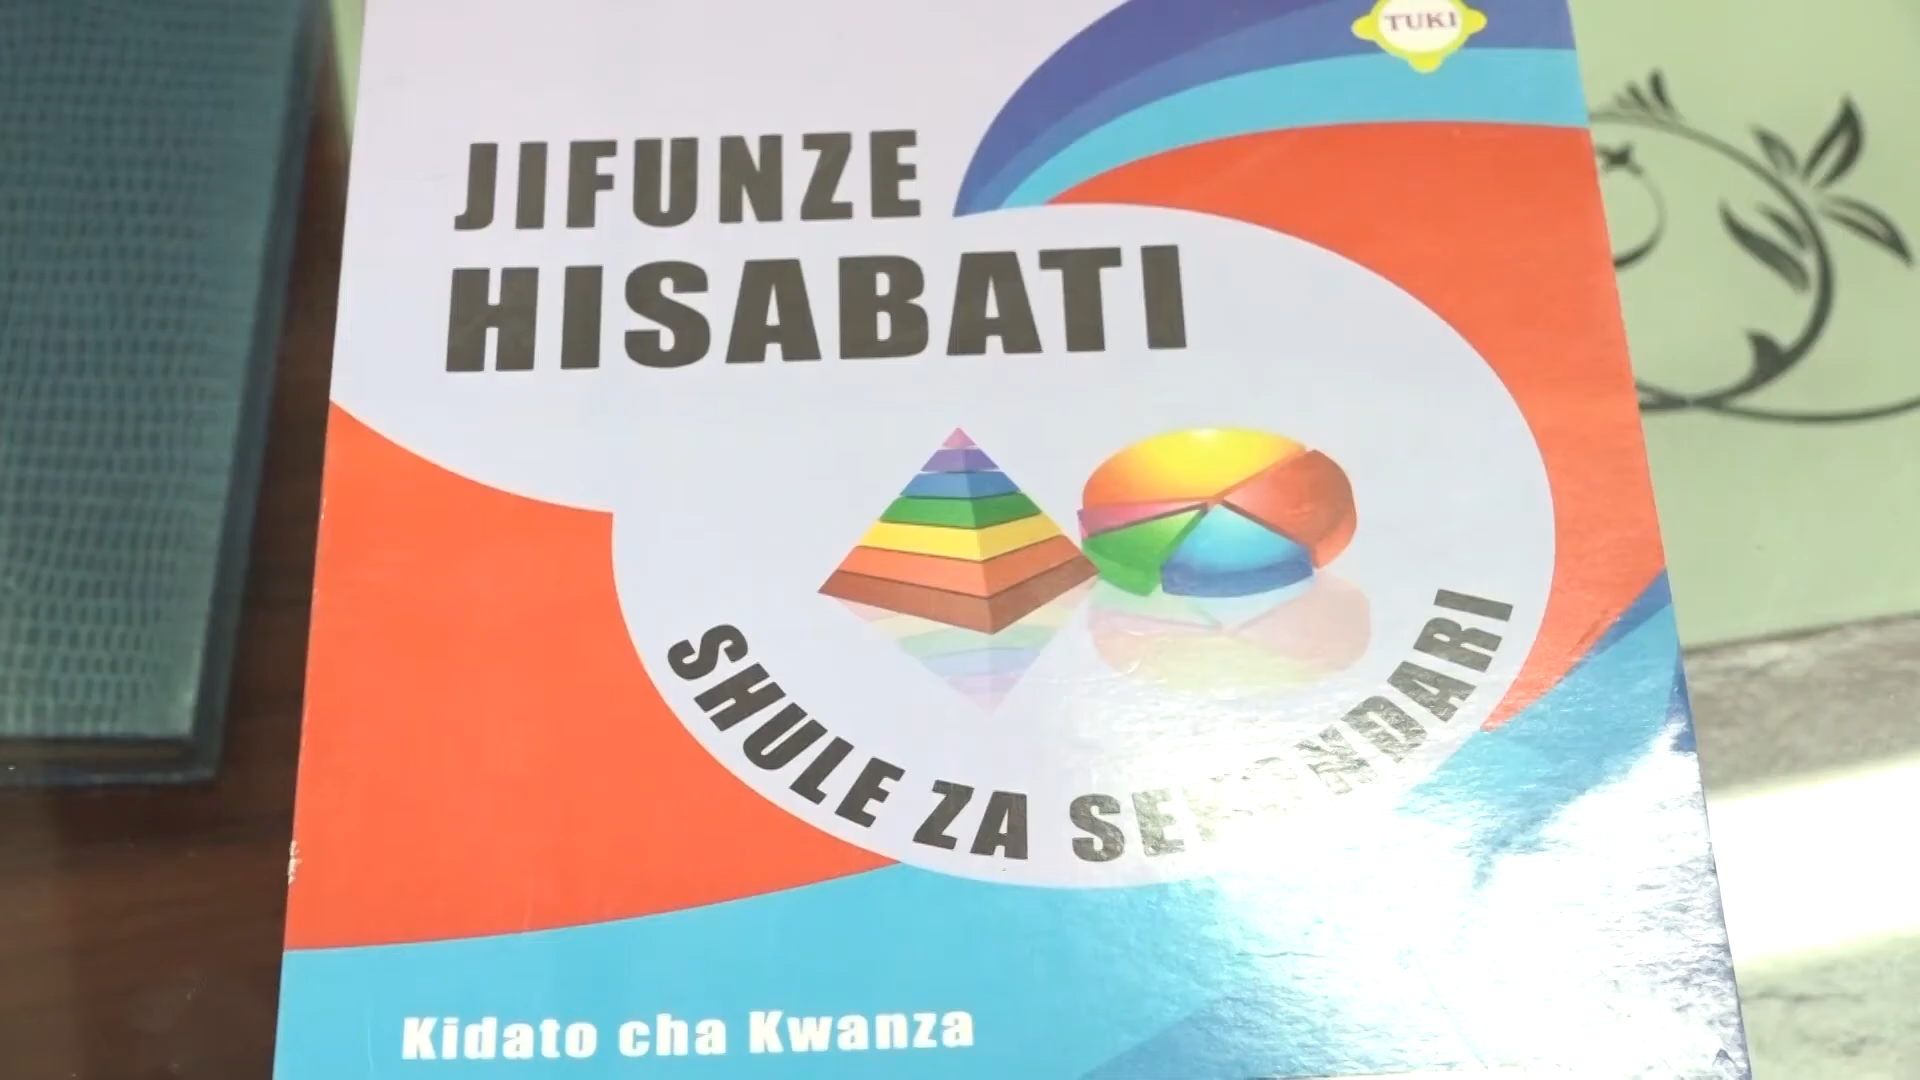 TUKI
JIFUNZE
HISABATI
SHULE ZA SEKONDARI
Kidato cha Kwanza